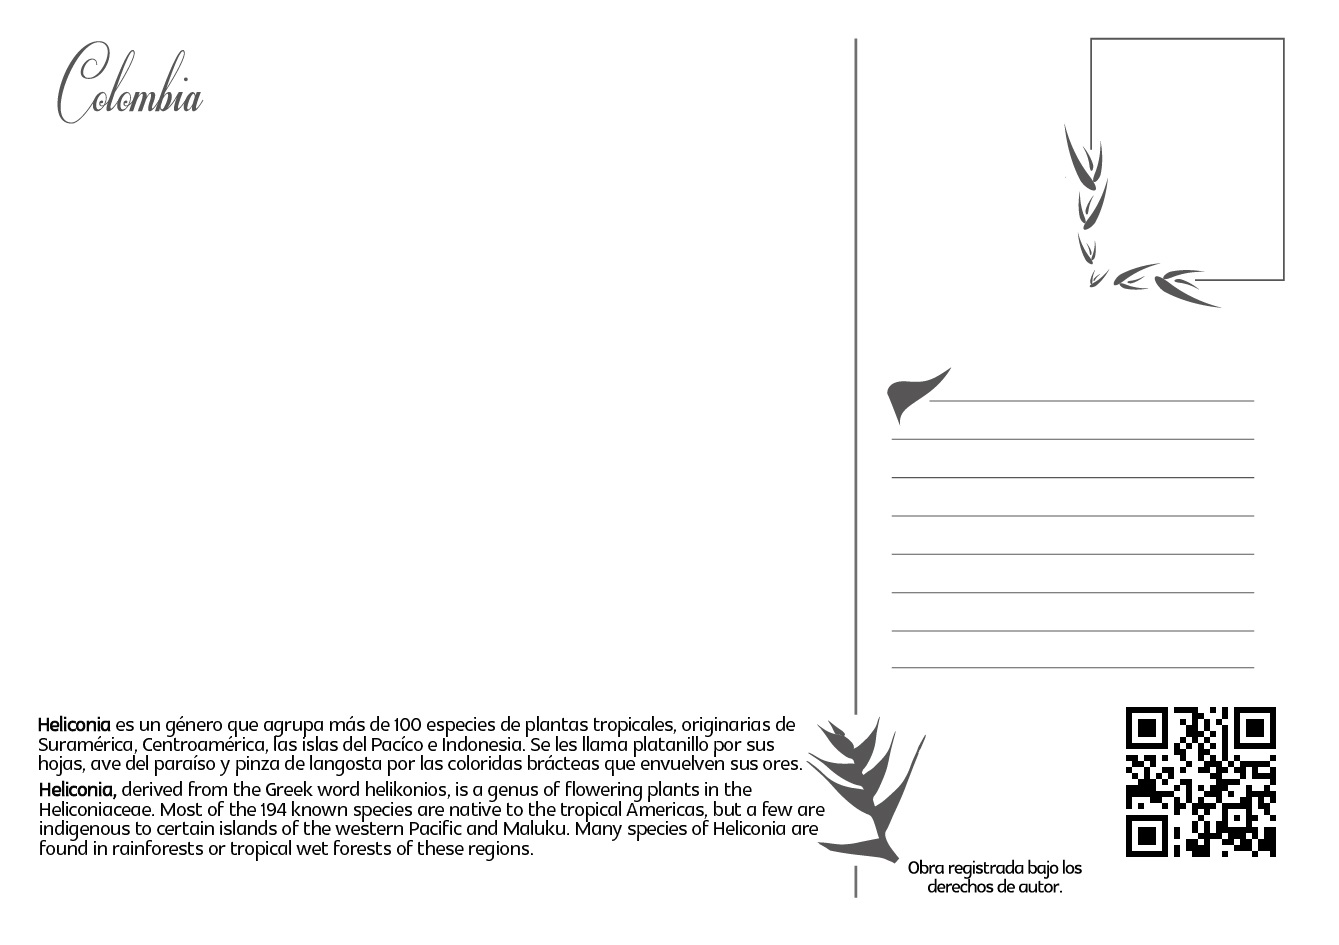 Colombia
Heliconia es un género que agrupa más de 100 especies de plantas tropicales, originarias de
Suramérica, Centroamérica, las islas del Pacíco e Indonesia. Se les llama platanillo por sus
hojas, ave del paraíso y pinza de langosta por las coloridas brácteas que envuelven sus ores.
Heliconia, derived from the Greek word helikonios, is a genus of flowering plants in the
Heliconiaceae. Most of the 194 known species are native to the tropical Americas, but a few are
indigenous to certain islands of the western Pacific and Maluku. Many species of Heliconia are
found in rainforests or tropical wet forests of these regions.
Obra registrada bajo los
derechos de autor.